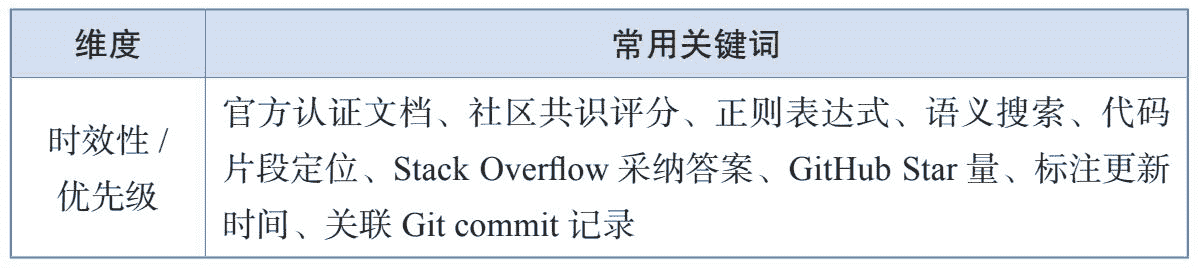 维度
常用关键词
时效性 /
优先级
官方认证文档、社区共识评分、正则表达式、语义搜索、代码
片段定位、Stack Overflow 采纳答案、GitHub Star 量、标注更新
时间、关联 Git commit 记录